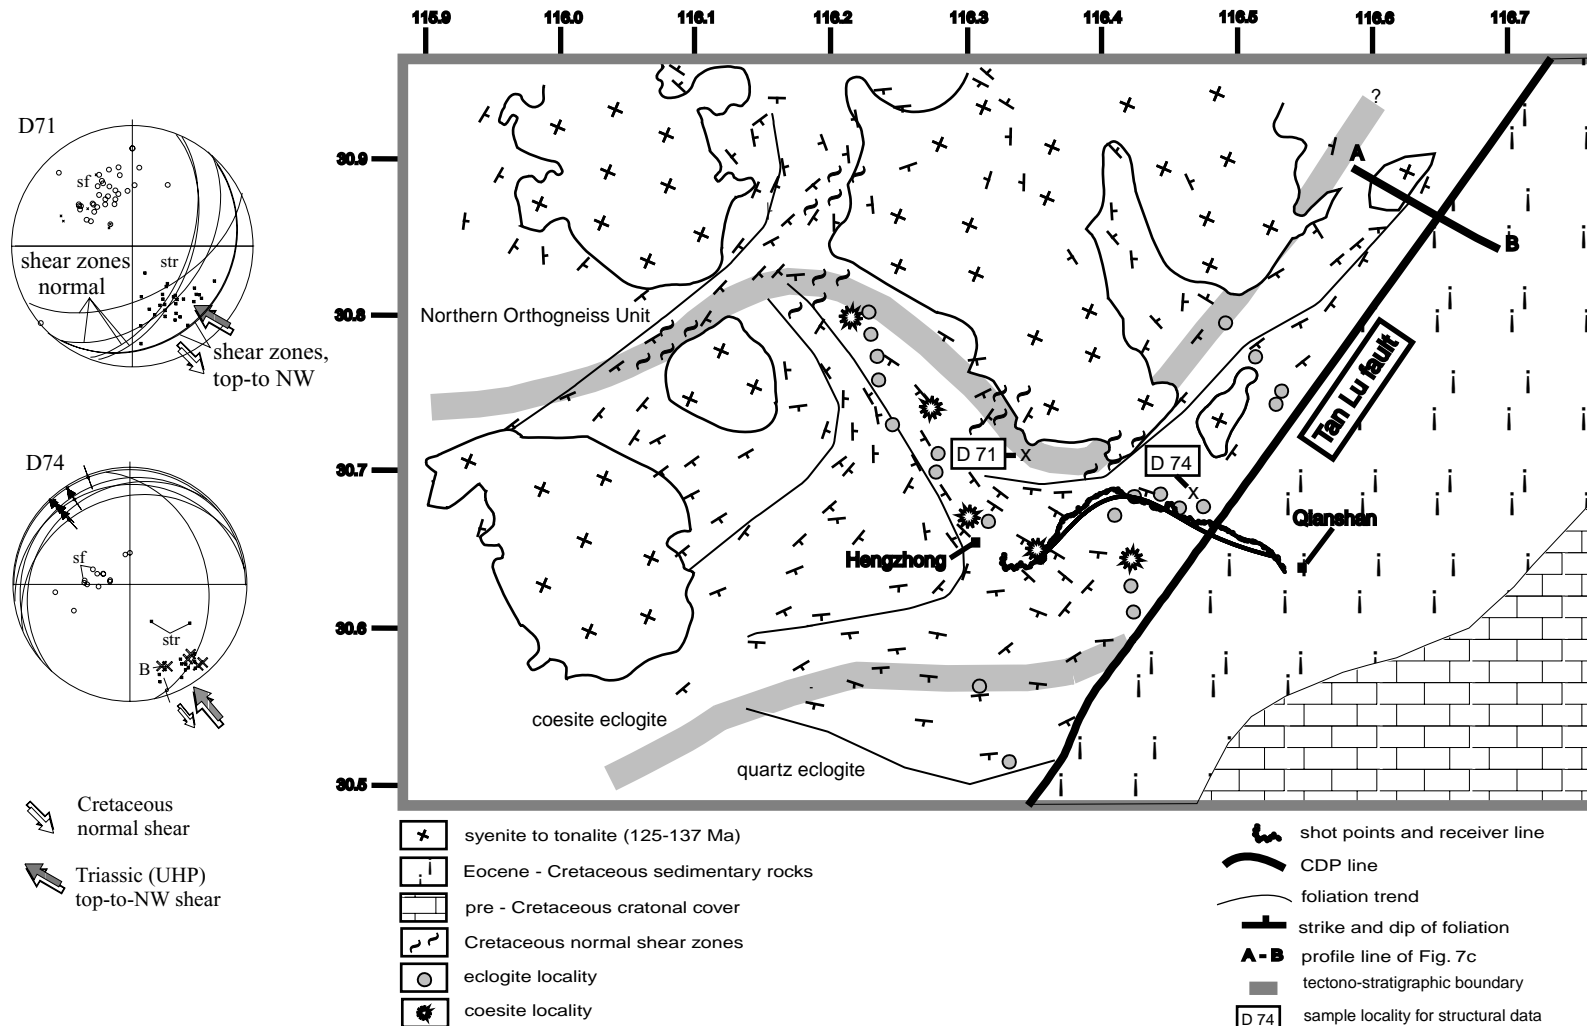 115.9 116.0 116.1 116.2 116.3 116.4 116.5 116.6 116.7
D71
sf
str
shear zones
normal
shear zones,
top-to NW
D74
sf
str
B
Cretaceous
normal shear
Triassic (UHP)
top-to-NW shear
30.9
30.8
30.7
30.6
30.5
?
A
B
Northern Orthogneiss Unit
Tan Lu fault
D 71
x
D 74
x
Qianshan
Hengzhong
coesite eclogite
quartz eclogite
syenite to tonalite (125-137 Ma)
Eocene - Cretaceous sedimentary rocks
pre - Cretaceous cratonal cover
Cretaceous normal shear zones
eclogite locality
coesite locality
shot points and receiver line
CDP line
foliation trend
strike and dip of foliation
A - B profile line of Fig. 7c
tectono-stratigraphic boundary
D 74 sample locality for structural data